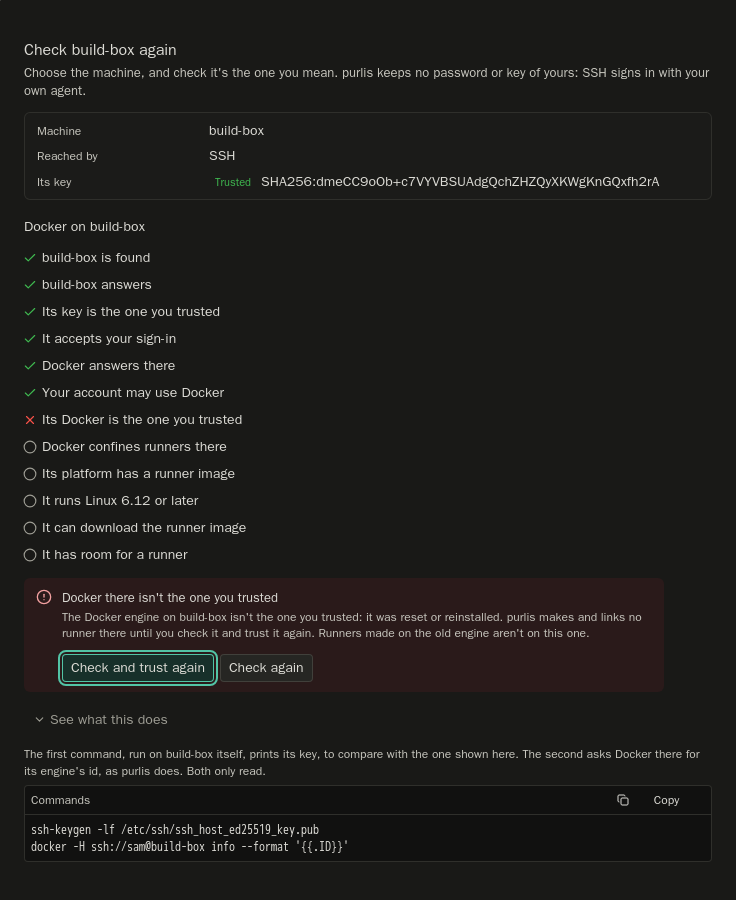 Check build-box again
Choose the machine, and check it's the one you mean. purlis keeps no password or key of yours: SSH signs in with your
own agent.
Machine build-box
Reached by SSH
Its key Trusted SHA256:dmeCC9oOb+c7VYVBSUAdgQchZHZQyXKWgKnGQxfh2rA
Docker on build-box
build-box is found
build-box answers
Its key is the one you trusted
It accepts your sign-in
Docker answers there
Your account may use Docker
Its Docker is the one you trusted
Docker confines runners there
Its platform has a runner image
It runs Linux 6.12 or later
It can download the runner image
It has room for a runner
Docker there isn't the one you trusted
The Docker engine on build-box isn't the one you trusted: it was reset or reinstalled. purlis makes and links no
runner there until you check it and trust it again. Runners made on the old engine aren't on this one.
Check and trust again Check again
See what this does
The first command, run on build-box itself, prints its key, to compare with the one shown here. The second asks Docker there for
its engine's id, as purlis does. Both only read.
Commands Copy
ssh-keygen -lf /etc/ssh/ssh_host_ed25519_key.pub
docker -H ssh://sam@build-box info --format '{{.ID}}'